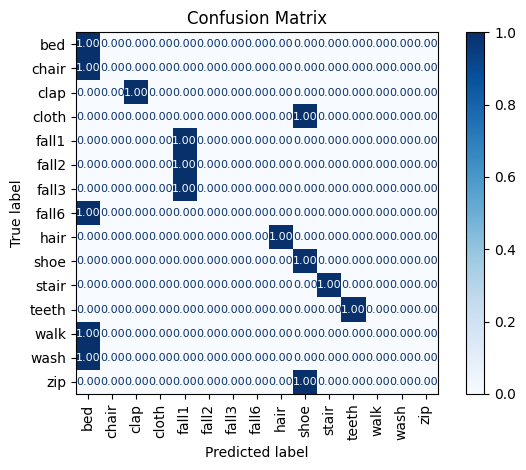 Confusion Matrix
bed 1.00 0.00 0.00 0.00 0.00 0.00 0.00 0.00 0.00 0.00 0.00 0.00 0.00 0.00 0.00
chair 1.00 0.00 0.00 0.00 0.00 0.00 0.00 0.00 0.00 0.00 0.00 0.00 0.00 0.00 0.00
clap 0.00 0.00 1.00 0.00 0.00 0.00 0.00 0.00 0.00 0.00 0.00 0.00 0.00 0.00 0.00
cloth 0.00 0.00 0.00 0.00 0.00 0.00 0.00 0.00 0.00 1.00 0.00 0.00 0.00 0.00 0.00
fall1 0.00 0.00 0.00 0.00 1.00 0.00 0.00 0.00 0.00 0.00 0.00 0.00 0.00 0.00 0.00
fall2 0.00 0.00 0.00 0.00 1.00 0.00 0.00 0.00 0.00 0.00 0.00 0.00 0.00 0.00 0.00
fall3 0.00 0.00 0.00 0.00 1.00 0.00 0.00 0.00 0.00 0.00 0.00 0.00 0.00 0.00 0.00
fall6 1.00 0.00 0.00 0.00 0.00 0.00 0.00 0.00 0.00 0.00 0.00 0.00 0.00 0.00 0.00
hair 0.00 0.00 0.00 0.00 0.00 0.00 0.00 0.00 1.00 0.00 0.00 0.00 0.00 0.00 0.00
shoe 0.00 0.00 0.00 0.00 0.00 0.00 0.00 0.00 0.00 1.00 0.00 0.00 0.00 0.00 0.00
stair 0.00 0.00 0.00 0.00 0.00 0.00 0.00 0.00 0.00 0.00 1.00 0.00 0.00 0.00 0.00
teeth 0.00 0.00 0.00 0.00 0.00 0.00 0.00 0.00 0.00 0.00 0.00 1.00 0.00 0.00 0.00
walk 1.00 0.00 0.00 0.00 0.00 0.00 0.00 0.00 0.00 0.00 0.00 0.00 0.00 0.00 0.00
wash 1.00 0.00 0.00 0.00 0.00 0.00 0.00 0.00 0.00 0.00 0.00 0.00 0.00 0.00 0.00
zip 0.00 0.00 0.00 0.00 0.00 0.00 0.00 0.00 0.00 1.00 0.00 0.00 0.00 0.00 0.00
True label
bed chair clap cloth fall1 fall2 fall3 fall6 hair shoe stair teeth walk wash zip
Predicted label
1.0
0.8
0.6
0.4
0.2
0.0